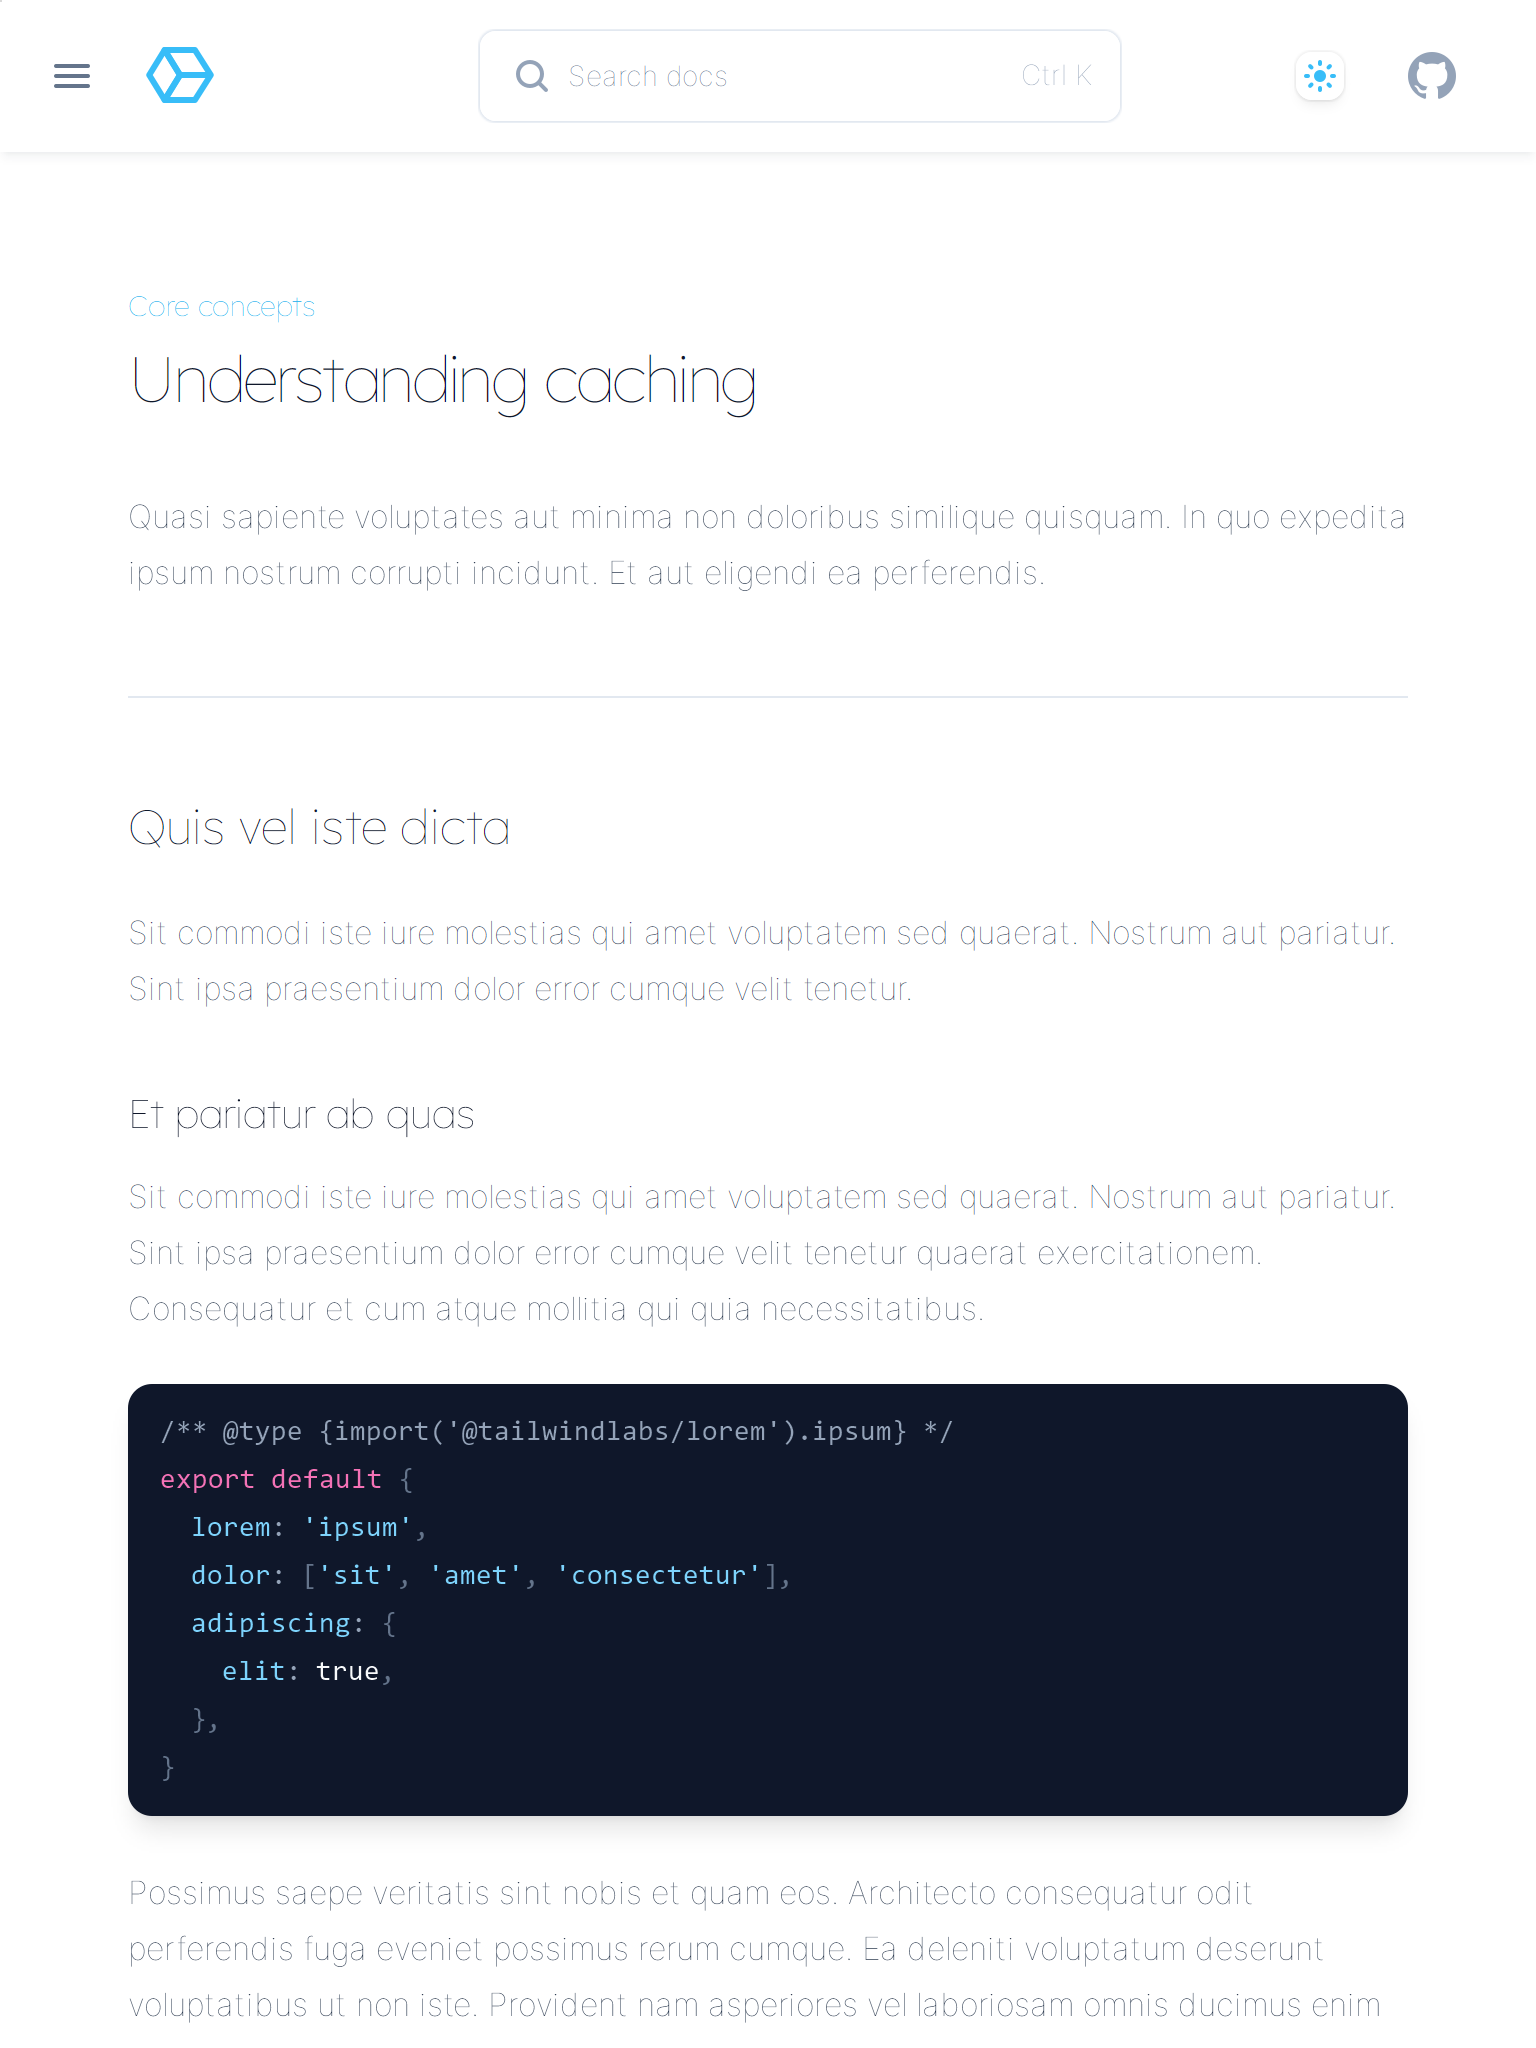 Search docs Ctrl K
Core concepts
Understanding caching
Quasi sapiente voluptates aut minima non doloribus similique quisquam. In quo expedita
ipsum nostrum corrupti incidunt. Et aut eligendi ea perferendis.
Quis vel iste dicta
Sit commodi iste iure molestias qui amet voluptatem sed quaerat. Nostrum aut pariatur.
Sint ipsa praesentium dolor error cumque velit tenetur.
Et pariatur ab quas
Sit commodi iste iure molestias qui amet voluptatem sed quaerat. Nostrum aut pariatur.
Sint ipsa praesentium dolor error cumque velit tenetur quaerat exercitationem.
Consequatur et cum atque mollitia qui quia necessitatibus.
/** @type {import('@tailwindlabs/lorem').ipsum} */
export default {
  lorem: 'ipsum',
  dolor: ['sit', 'amet', 'consectetur'],
  adipiscing: {
    elit: true,
  },
}
Possimus saepe veritatis sint nobis et quam eos. Architecto consequatur odit
perferendis fuga eveniet possimus rerum cumque. Ea deleniti voluptatum deserunt
voluptatibus ut non iste. Provident nam asperiores vel laboriosam omnis ducimus enim